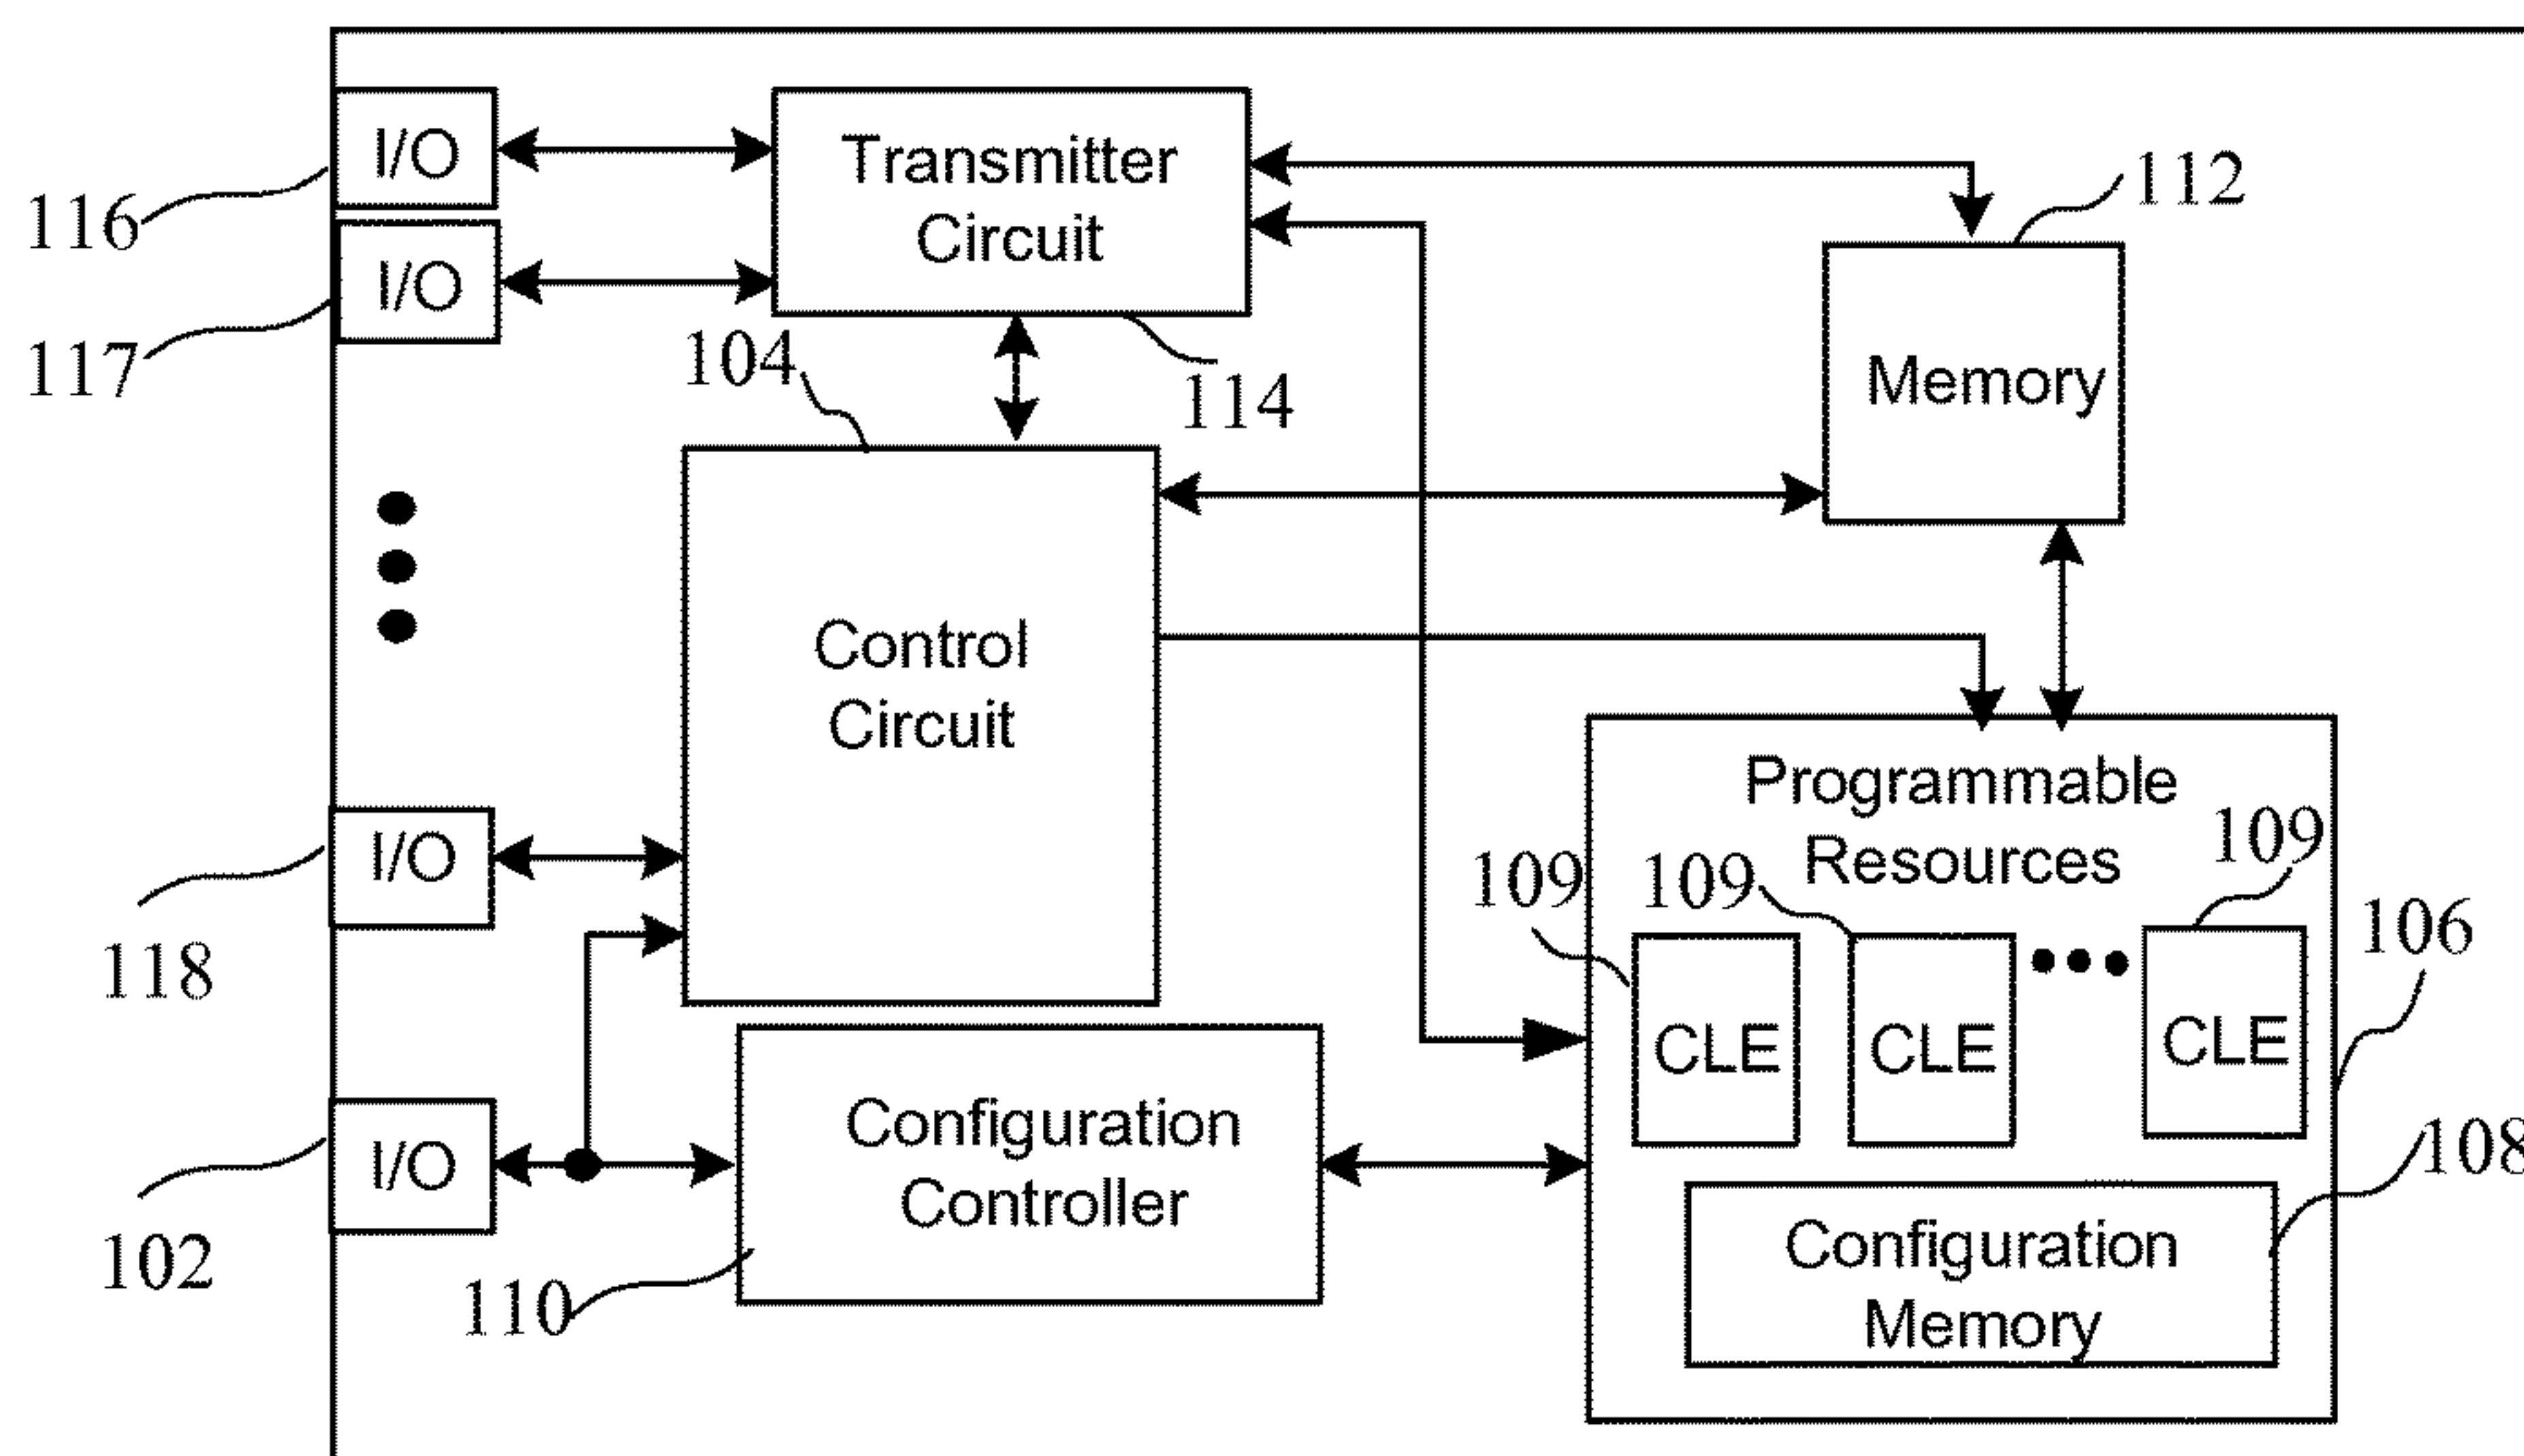 I/O
Transmitter
Circuit
112
116
I/O
117
104
114
Memory
Control
Circuit
Programmable
Resources
I/O
109
109
109
106
118
CLE
CLE
CLE
I/O
Configuration
Controller
108
102
110
Configuration
Memory